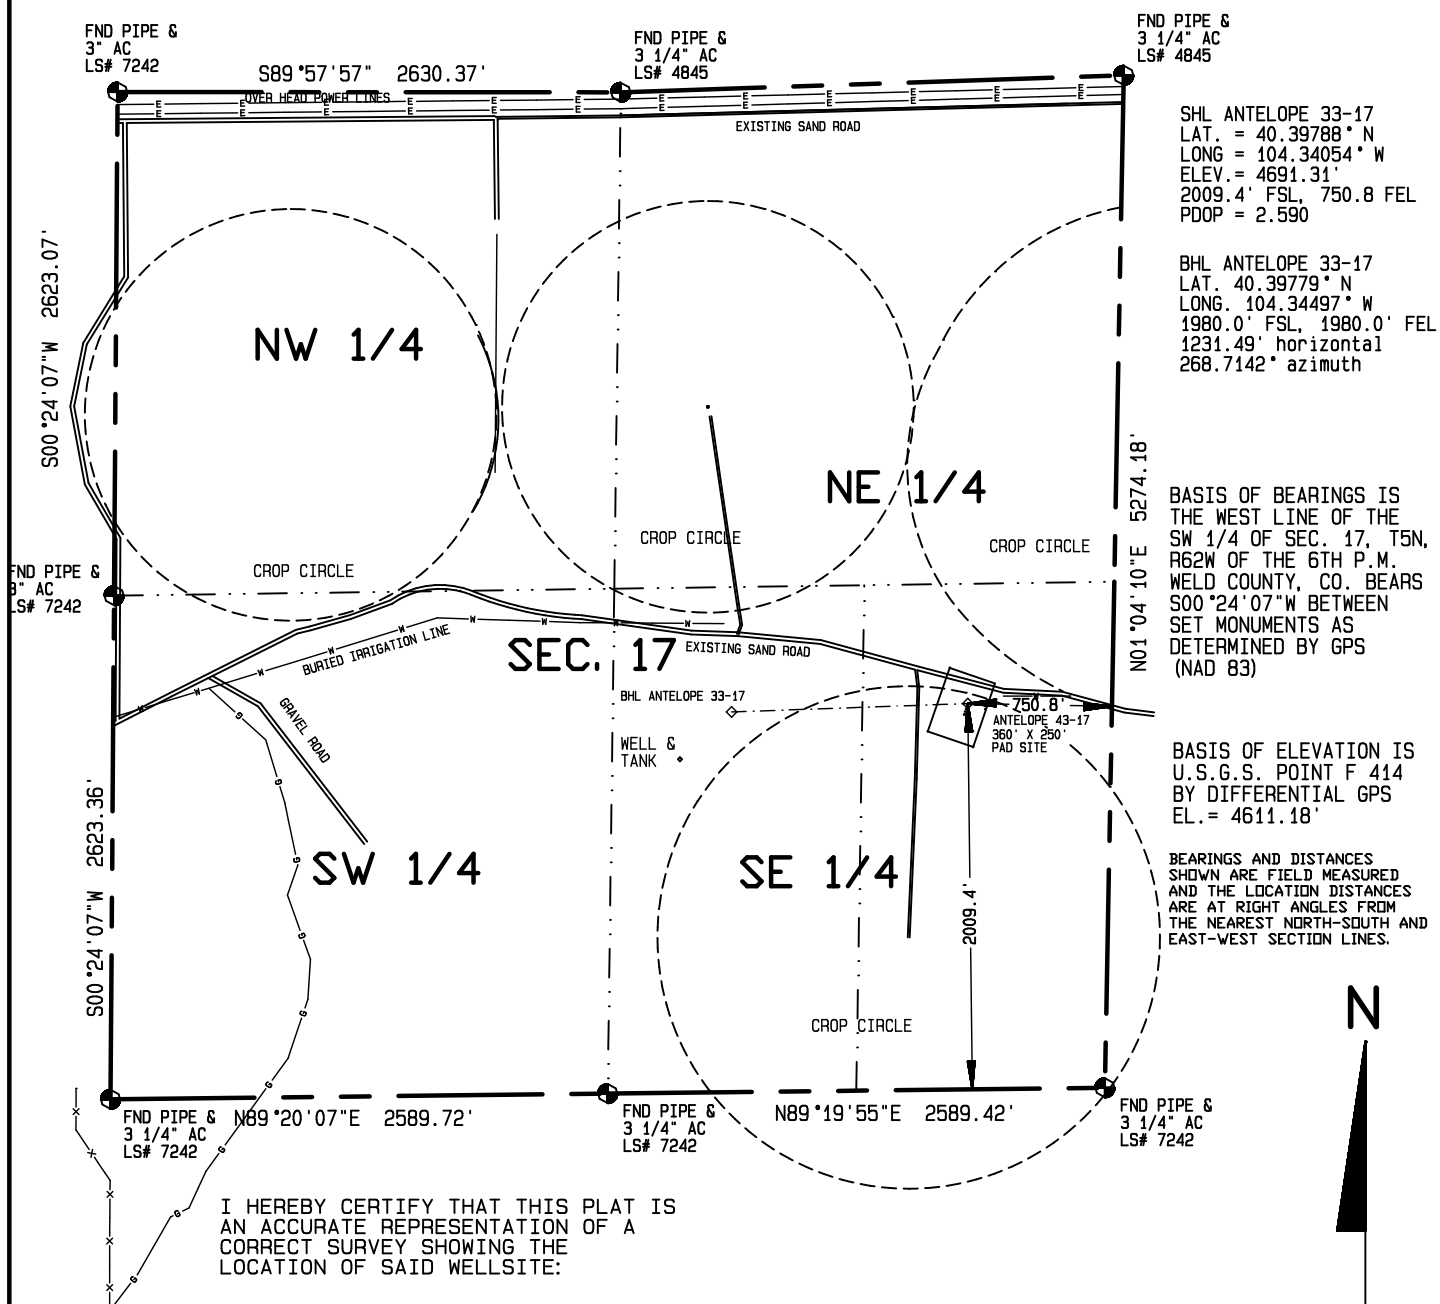 FND PIPE &
3" AC
LS# 7242
S89°57'57" 2630.37'
FND PIPE &
3 1/4" AC
LS# 4845
FND PIPE &
3 1/4" AC
LS# 4845
OVER HEAD POWER LINES
E E E E E E E E E E E
E E E E E E E E E E E
EXISTING SAND ROAD
SHL ANTELOPE 33-17
LAT. = 40.39788° N
LONG = 104.34054° W
ELEV.= 4691.31'
2009.4' FSL, 750.8 FEL
PDOP = 2.590
BHL ANTELOPE 33-17
LAT. 40.39779° N
LONG. 104.34497° W
1980.0' FSL, 1980.0' FEL
1231.49' horizontal
268.7142° azimuth
S00°24'07"W 2623.07'
NW 1/4
NE 1/4
CROP CIRCLE
CROP CIRCLE
CROP CIRCLE
N01°04'10"E 5274.18'
BASIS OF BEARINGS IS
THE WEST LINE OF THE
SW 1/4 OF SEC. 17, T5N,
R62W OF THE 6TH P.M.
WELD COUNTY, CO. BEARS
S00°24'07"W BETWEEN
SET MONUMENTS AS
DETERMINED BY GPS
(NAD 83)
FND PIPE &
3" AC
LS# 7242
W W W W W W W W W
BURIED IRRIGATION LINE
SEC. 17
EXISTING SAND ROAD
W
BHL ANTELOPE 33-17
750.8'
ANTELOPE 43-17
360' X 250'
PAD SITE
GRAVEL ROAD
WELL &
TANK
BASIS OF ELEVATION IS
U.S.G.S. POINT F 414
BY DIFFERENTIAL GPS
EL.= 4611.18'
S00°24'07"W 2623.36'
SW 1/4
SE 1/4
2009.4'
BEARINGS AND DISTANCES
SHOWN ARE FIELD MEASURED
AND THE LOCATION DISTANCES
ARE AT RIGHT ANGLES FROM
THE NEAREST NORTH-SOUTH AND
EAST-WEST SECTION LINES.
G G G G G G G G G
CROP CIRCLE
N
FND PIPE &
3 1/4" AC
LS# 7242
N89°20'07"E 2589.72'
FND PIPE &
3 1/4" AC
LS# 7242
N89°19'55"E 2589.42'
FND PIPE &
3 1/4" AC
LS# 7242
X X X X X
I HEREBY CERTIFY THAT THIS PLAT IS
AN ACCURATE REPRESENTATION OF A
CORRECT SURVEY SHOWING THE
LOCATION OF SAID WELLSITE: